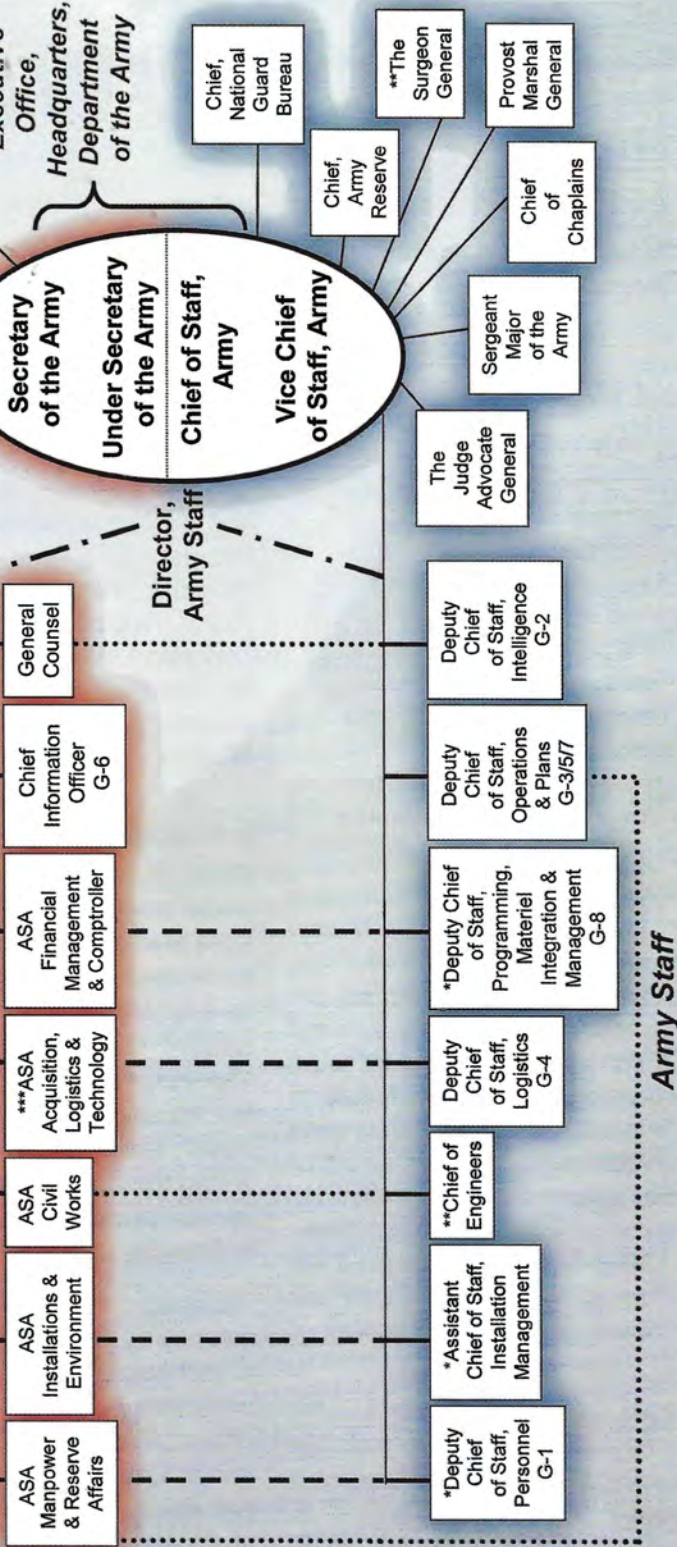 Executive
Office,
Headquarters,
Department
of the Army
Secretary
of the Army
Under Secretary
of the Army
Chief of Staff,
Army
Vice Chief
of Staff, Army
Director,
Army Staff
ASA
Manpower
& Reserve
Affairs
ASA
Installations &
Environment
ASA
Civil
Works
***ASA
Acquisition,
Logistics &
Technology
ASA
Financial
Management
& Comptroller
Chief
Information
Officer
G-6
General
Counsel
Chief,
National
Guard
Bureau
Chief,
Army
Reserve
**The
Surgeon
General
Provost
Marshal
General
Chief
of
Chaplains
Sergeant
Major
of the
Army
The
Judge
Advocate
General
*Deputy
Chief
of Staff,
Personnel
G-1
*Assistant
Chief of Staff,
Installation
Management
**Chief of
Engineers
Deputy
Chief
of Staff,
Logistics
G-4
*Deputy Chief
of Staff,
Programming,
Materiel
Integration &
Management
G-8
Deputy
Chief
of Staff,
Operations
& Plans
G-3/5/7
Deputy
Chief
of Staff,
Intelligence
G-2
Army Staff